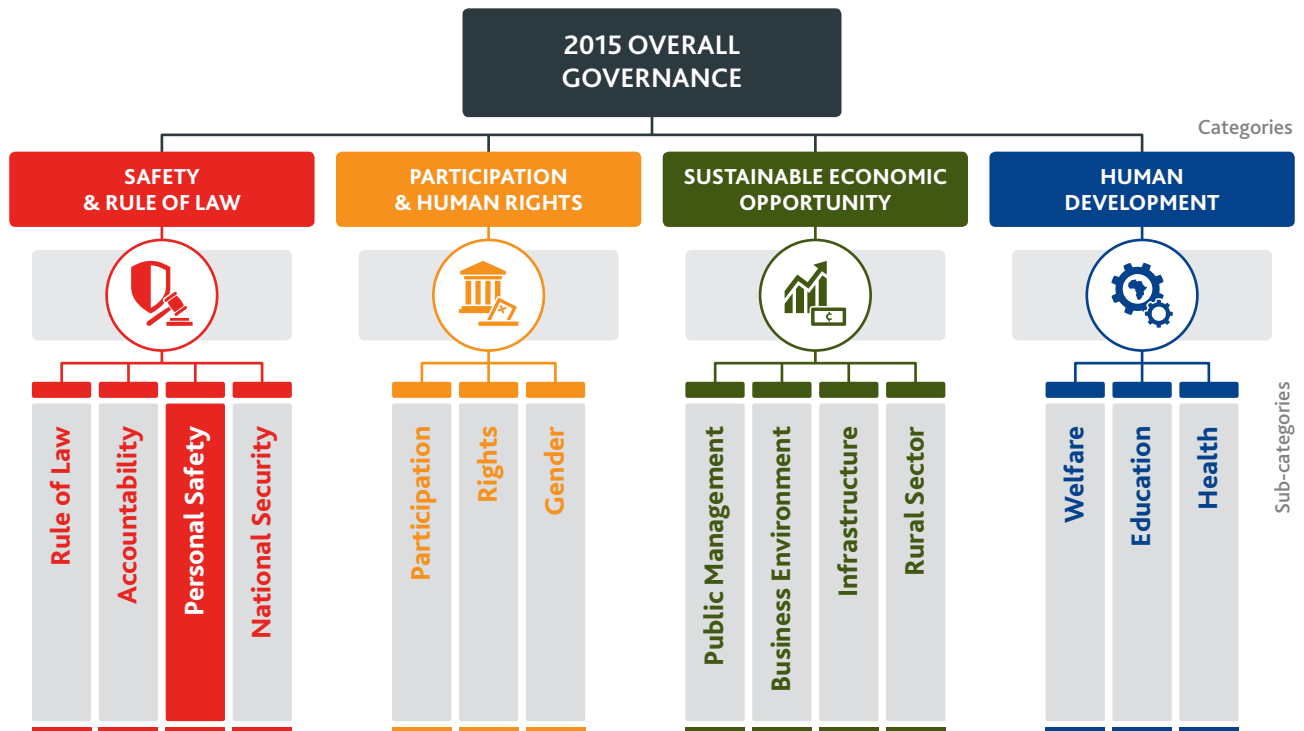 2015 OVERALL
GOVERNANCE
Categories
SAFETY
& RULE OF LAW
PARTICIPATION
& HUMAN RIGHTS
SUSTAINABLE ECONOMIC
OPPORTUNITY
HUMAN
DEVELOPMENT
¢
Rule of Law
Accountability
Personal Safety
National Security
Participation
Rights
Gender
Public Management
Business Environment
Infrastructure
Rural Sector
Welfare
Education
Health
Sub-categories